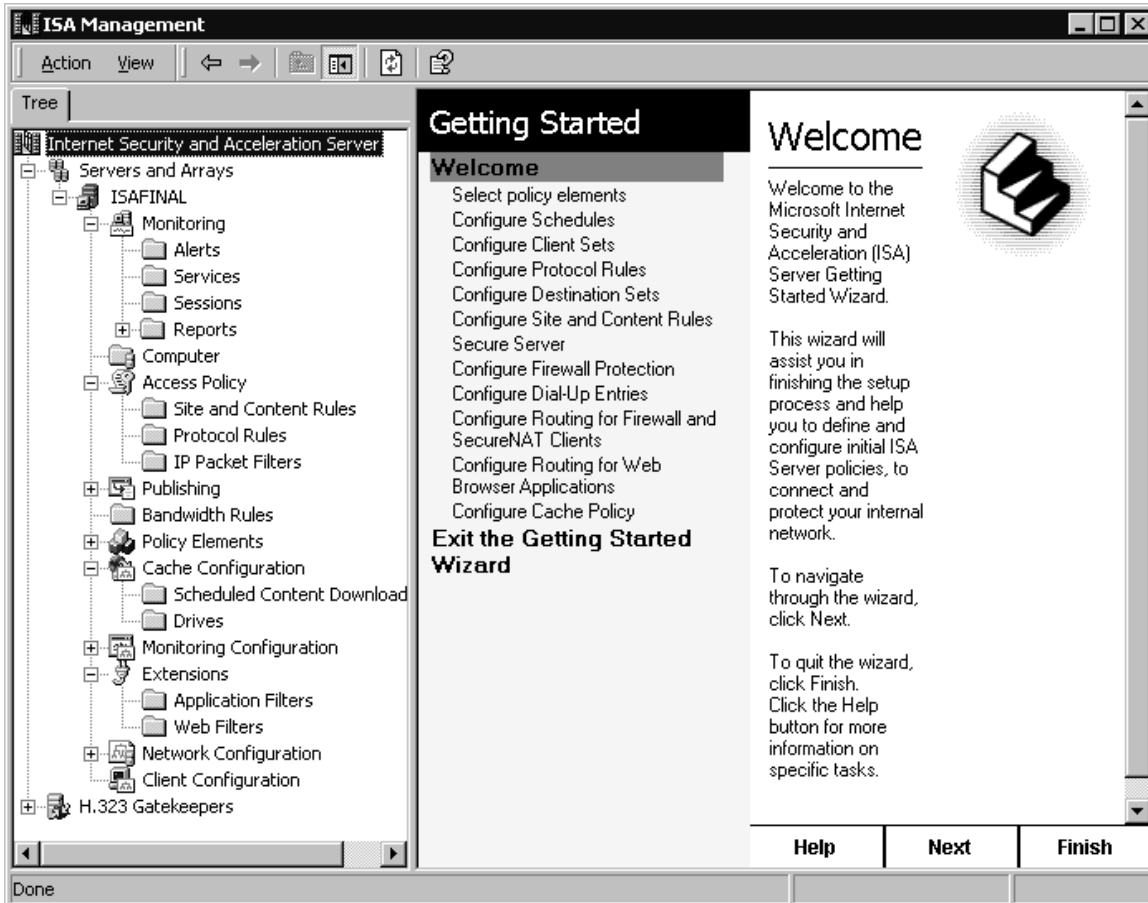 ISA Management
Action View
Tree
Internet Security and Acceleration Server
Servers and Arrays
ISAFINAL
Monitoring
Alerts
Services
Sessions
Reports
Computer
Access Policy
Site and Content Rules
Protocol Rules
IP Packet Filters
Publishing
Bandwidth Rules
Policy Elements
Cache Configuration
Scheduled Content Download
Drives
Monitoring Configuration
Extensions
Application Filters
Web Filters
Network Configuration
Client Configuration
H.323 Gatekeepers
Getting Started
Welcome
Select policy elements
Configure Schedules
Configure Client Sets
Configure Protocol Rules
Configure Destination Sets
Configure Site and Content Rules
Secure Server
Configure Firewall Protection
Configure Dial-Up Entries
Configure Routing for Firewall and
SecureNAT Clients
Configure Routing for Web
Browser Applications
Configure Cache Policy
Exit the Getting Started
Wizard
Welcome
Welcome to the
Microsoft Internet
Security and
Acceleration (ISA)
Server Getting
Started Wizard.
This wizard will
assist you in
finishing the setup
process and help
you to define and
configure initial ISA
Server policies, to
connect and
protect your internal
network.
To navigate
through the wizard,
click Next.
To quit the wizard,
click Finish.
Click the Help
button for more
information on
specific tasks.
Help Next Finish
Done